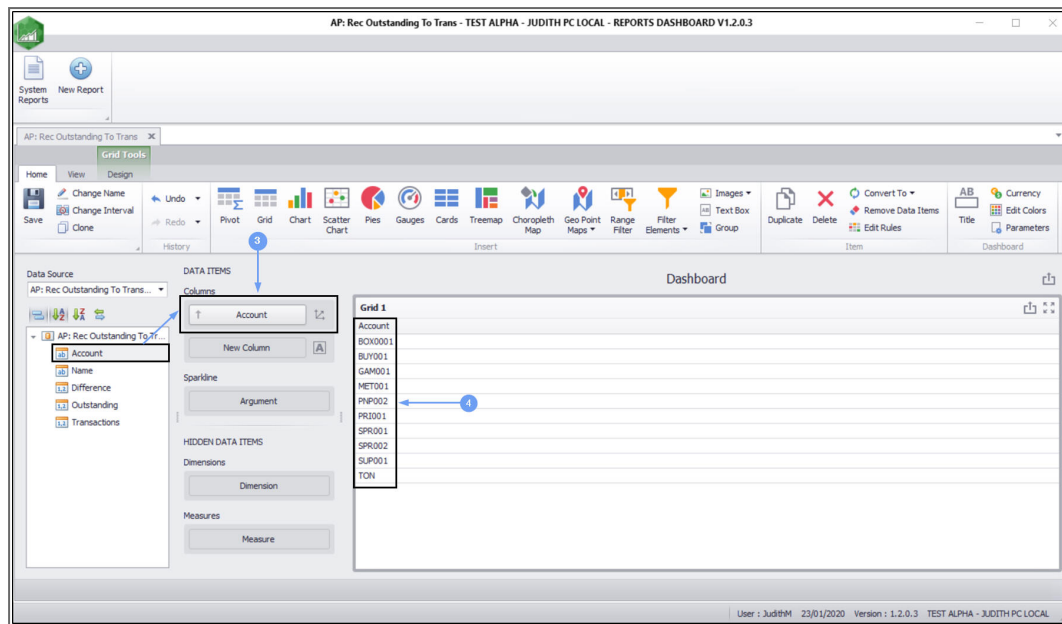 AP: Rec Outstanding To Trans - TEST ALPHA - JUDITH PC LOCAL - REPORTS DASHBOARD V1.2.0.3
System Reports
New Report
AP: Rec Outstanding To Trans
Grid Tools
Home View Design
Save
Change Name
Change Interval
Clone
Undo
Redo
History
Pivot
Grid
Chart
Scatter Chart
Pies
Gauges
Cards
Treemap
Choropleth Map
Geo Point Maps
Range Filter
Filter Elements
Images
Text Box
Group
Insert
Duplicate
Delete
Convert To
Remove Data Items
Edit Rules
Item
Title
Currency
Edit Colors
Parameters
Dashboard
3
Data Source
AP: Rec Outstanding To Trans...
AP: Rec Outstanding To Tr...
Account
Name
Difference
Outstanding
Transactions
DATA ITEMS
Columns
Account
New Column
Sparkline
Argument
HIDDEN DATA ITEMS
Dimensions
Dimension
Measures
Measure
Dashboard
Grid 1
Account
BOX0001
BUY001
GAM001
MET001
PNP002
PRI001
SPR001
SPR002
SUP001
TON
4
User : JudithM 23/01/2020 Version : 1.2.0.3 TEST ALPHA - JUDITH PC LOCAL